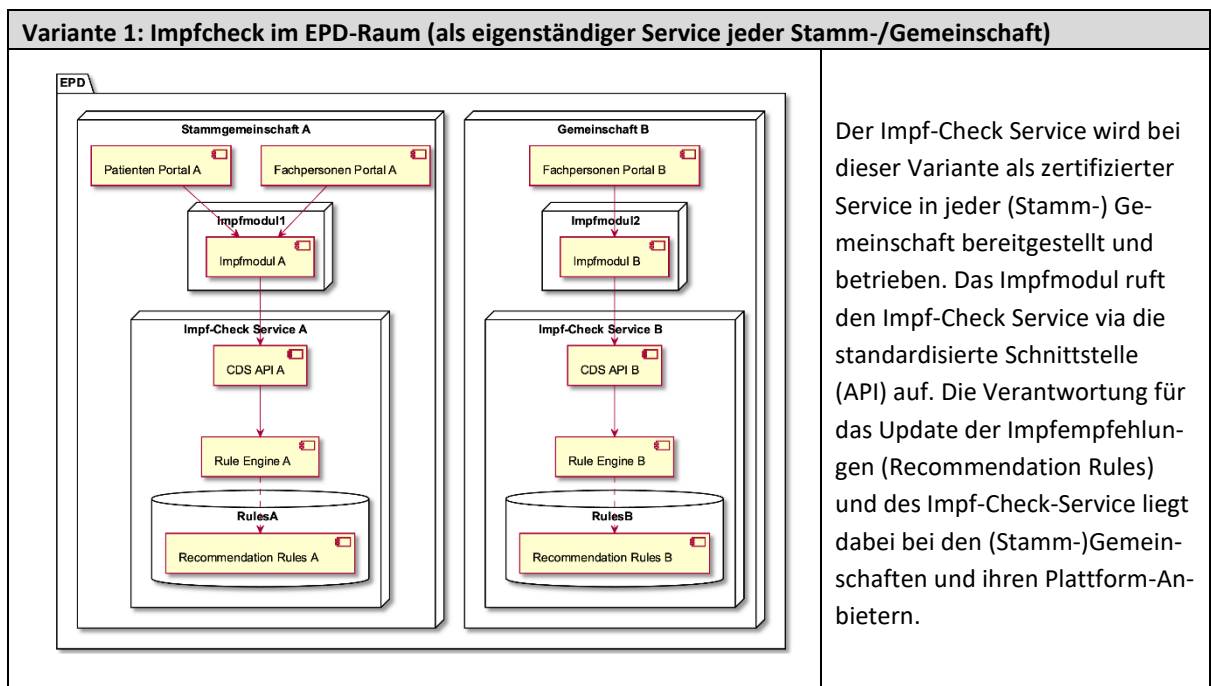 Variante 1: Impfcheck im EPD-Raum (als eigenständiger Service jeder Stamm-/Gemeinschaft)
EPD
Stammgemeinschaft A
Patienten Portal A
Fachpersonen Portal A
Impfmodul1
Impfmodul A
Impf-Check Service A
CDS API A
Rule Engine A
RulesA
Recommendation Rules A
Gemeinschaft B
Fachpersonen Portal B
Impfmodul2
Impfmodul B
Impf-Check Service B
CDS API B
Rule Engine B
RulesB
Recommendation Rules B
Der Impf-Check Service wird bei
dieser Variante als zertifizierter
Service in jeder (Stamm-) Ge-
meinschaft bereitgestellt und
betrieben. Das Impfmodul ruft
den Impf-Check Service via die
standardisierte Schnittstelle
(API) auf. Die Verantwortung für
das Update der Impfempfehlun-
gen (Recommendation Rules)
und des Impf-Check-Service liegt
dabei bei den (Stamm-)Gemein-
schaften und ihren Plattform-An-
bietern.